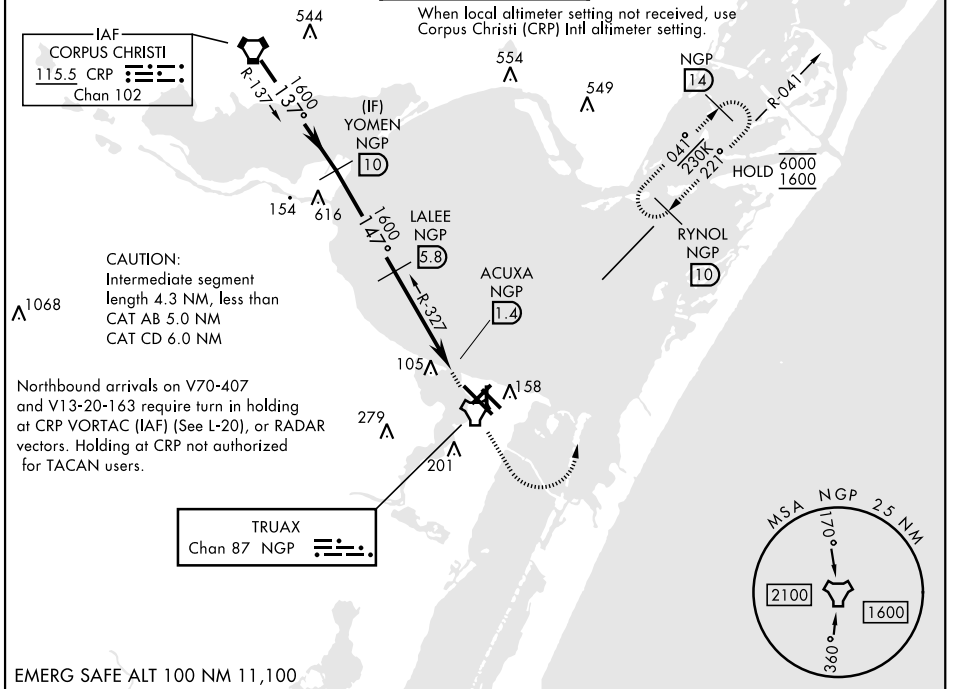 When local altimeter setting not received, use
Corpus Christi (CRP) Intl altimeter setting.
IAF
CORPUS CHRISTI
115.5 CRP
Chan 102
544
554
549
R-137
1600
137°
(IF)
YOMEN
NGP
10
NGP
14
R-041
041°
230K
221°
HOLD 6000
1600
RYNOL
NGP
10
154
616
1600
147°
LALEE
NGP
5.8
R-327
ACUXA
NGP
1.4
CAUTION:
Intermediate segment
length 4.3 NM, less than
CAT AB 5.0 NM
CAT CD 6.0 NM
1068
105
158
Northbound arrivals on V70-407
and V13-20-163 require turn in holding
at CRP VORTAC (IAF) (See L-20), or RADAR
vectors. Holding at CRP not authorized
for TACAN users.
279
201
TRUAX
Chan 87 NGP
MSA NGP 25 NM
170°
2100
1600
360°
EMERG SAFE ALT 100 NM 11,100